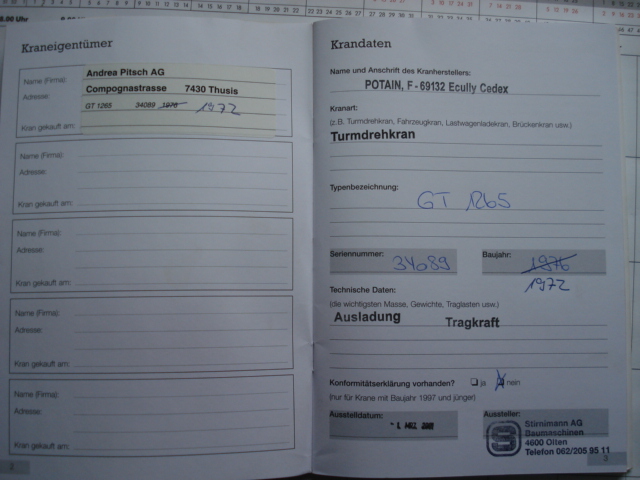 Kraneigentümer
Name (Firma):
Andrea Pitsch AG
Adresse:
Compognastrasse 7430 Thusis
GT 1265 34089 1976 1972
Kran gekauft am:
Name (Firma):
Adresse:
Kran gekauft am:
Name (Firma):
Adresse:
Kran gekauft am:
Name (Firma):
Adresse:
Kran gekauft am:
Name (Firma):
Adresse:
Kran gekauft am:
2
Krandaten
Name und Anschrift des Kranherstellers:
POTAIN, F - 69132 Ecully Cedex
Kranart:
(z.B. Turmdrehkran, Fahrzeugkran, Lastwagenladekran, Brückenkran usw.)
Turmdrehkran
Typenbezeichnung:
GT 1265
Seriennummer: 34089
Baujahr: 1976
1972
Technische Daten:
(die wichtigsten Masse, Gewichte, Traglasten usw.)
Ausladung Tragkraft
Konformitätserklärung vorhanden? ja nein
(nur für Krane mit Baujahr 1997 und jünger)
Ausstelldatum:
Aussteller:
Stirnimann AG
Baumaschinen
4600 Olten
Telefon 062/205 95 11
3